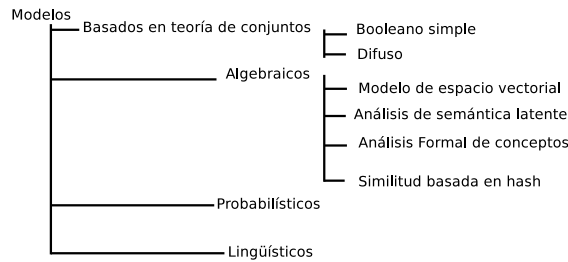 Modelos
Basados en teoría de conjuntos
Booleano simple
Difuso
Algebraicos
Modelo de espacio vectorial
Análisis de semántica latente
Análisis Formal de conceptos
Similitud basada en hash
Probabilísticos
Lingüísticos